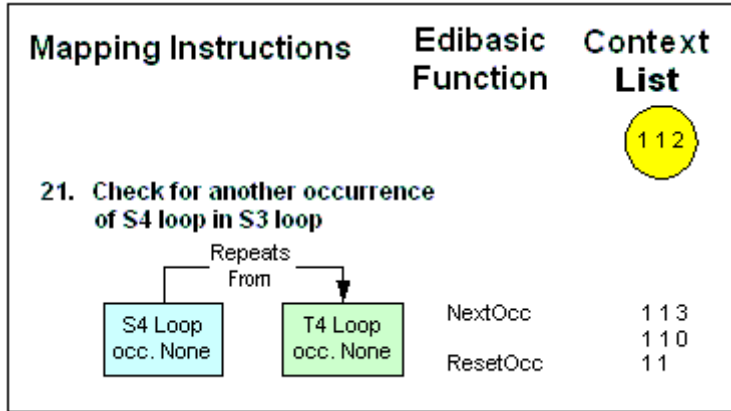 Mapping Instructions
Edibasic Function
Context List
1 1 2
21. Check for another occurrence
of S4 loop in S3 loop
Repeats
From
S4 Loop
occ. None
T4 Loop
occ. None
NextOcc 1 1 3
1 1 0
ResetOcc 1 1